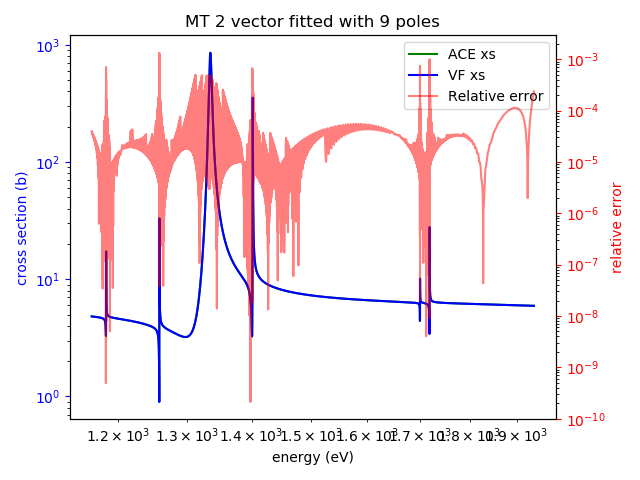 MT 2 vector fitted with 9 poles
ACE xs
VF xs
Relative error
cross section (b)
10³
10²
10¹
10⁰
relative error
10⁻³
10⁻⁴
10⁻⁵
10⁻⁶
10⁻⁷
10⁻⁸
10⁻⁹
10⁻¹⁰
1.2 × 10³ 1.3 × 10³ 1.4 × 10³ 1.5 × 10³ 1.6 × 10³ 1.7 × 10³ 1.8 × 10³ 1.9 × 10³
energy (eV)